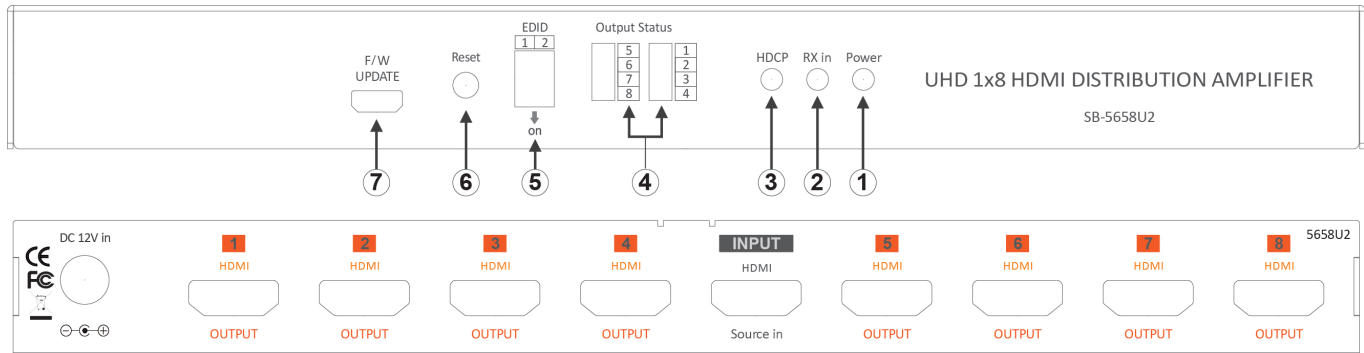 F/W
UPDATE
Reset
EDID
1 2
on
Output Status
5
6
7
8
1
2
3
4
HDCP
RX in
Power
UHD 1x8 HDMI DISTRIBUTION AMPLIFIER
SB-5658U2
7
6
5
4
3
2
1
DC 12V in
CE
FC
1
HDMI
OUTPUT
2
HDMI
OUTPUT
3
HDMI
OUTPUT
4
HDMI
OUTPUT
INPUT
HDMI
Source in
5
HDMI
OUTPUT
6
HDMI
OUTPUT
7
HDMI
OUTPUT
8
HDMI
OUTPUT
5658U2